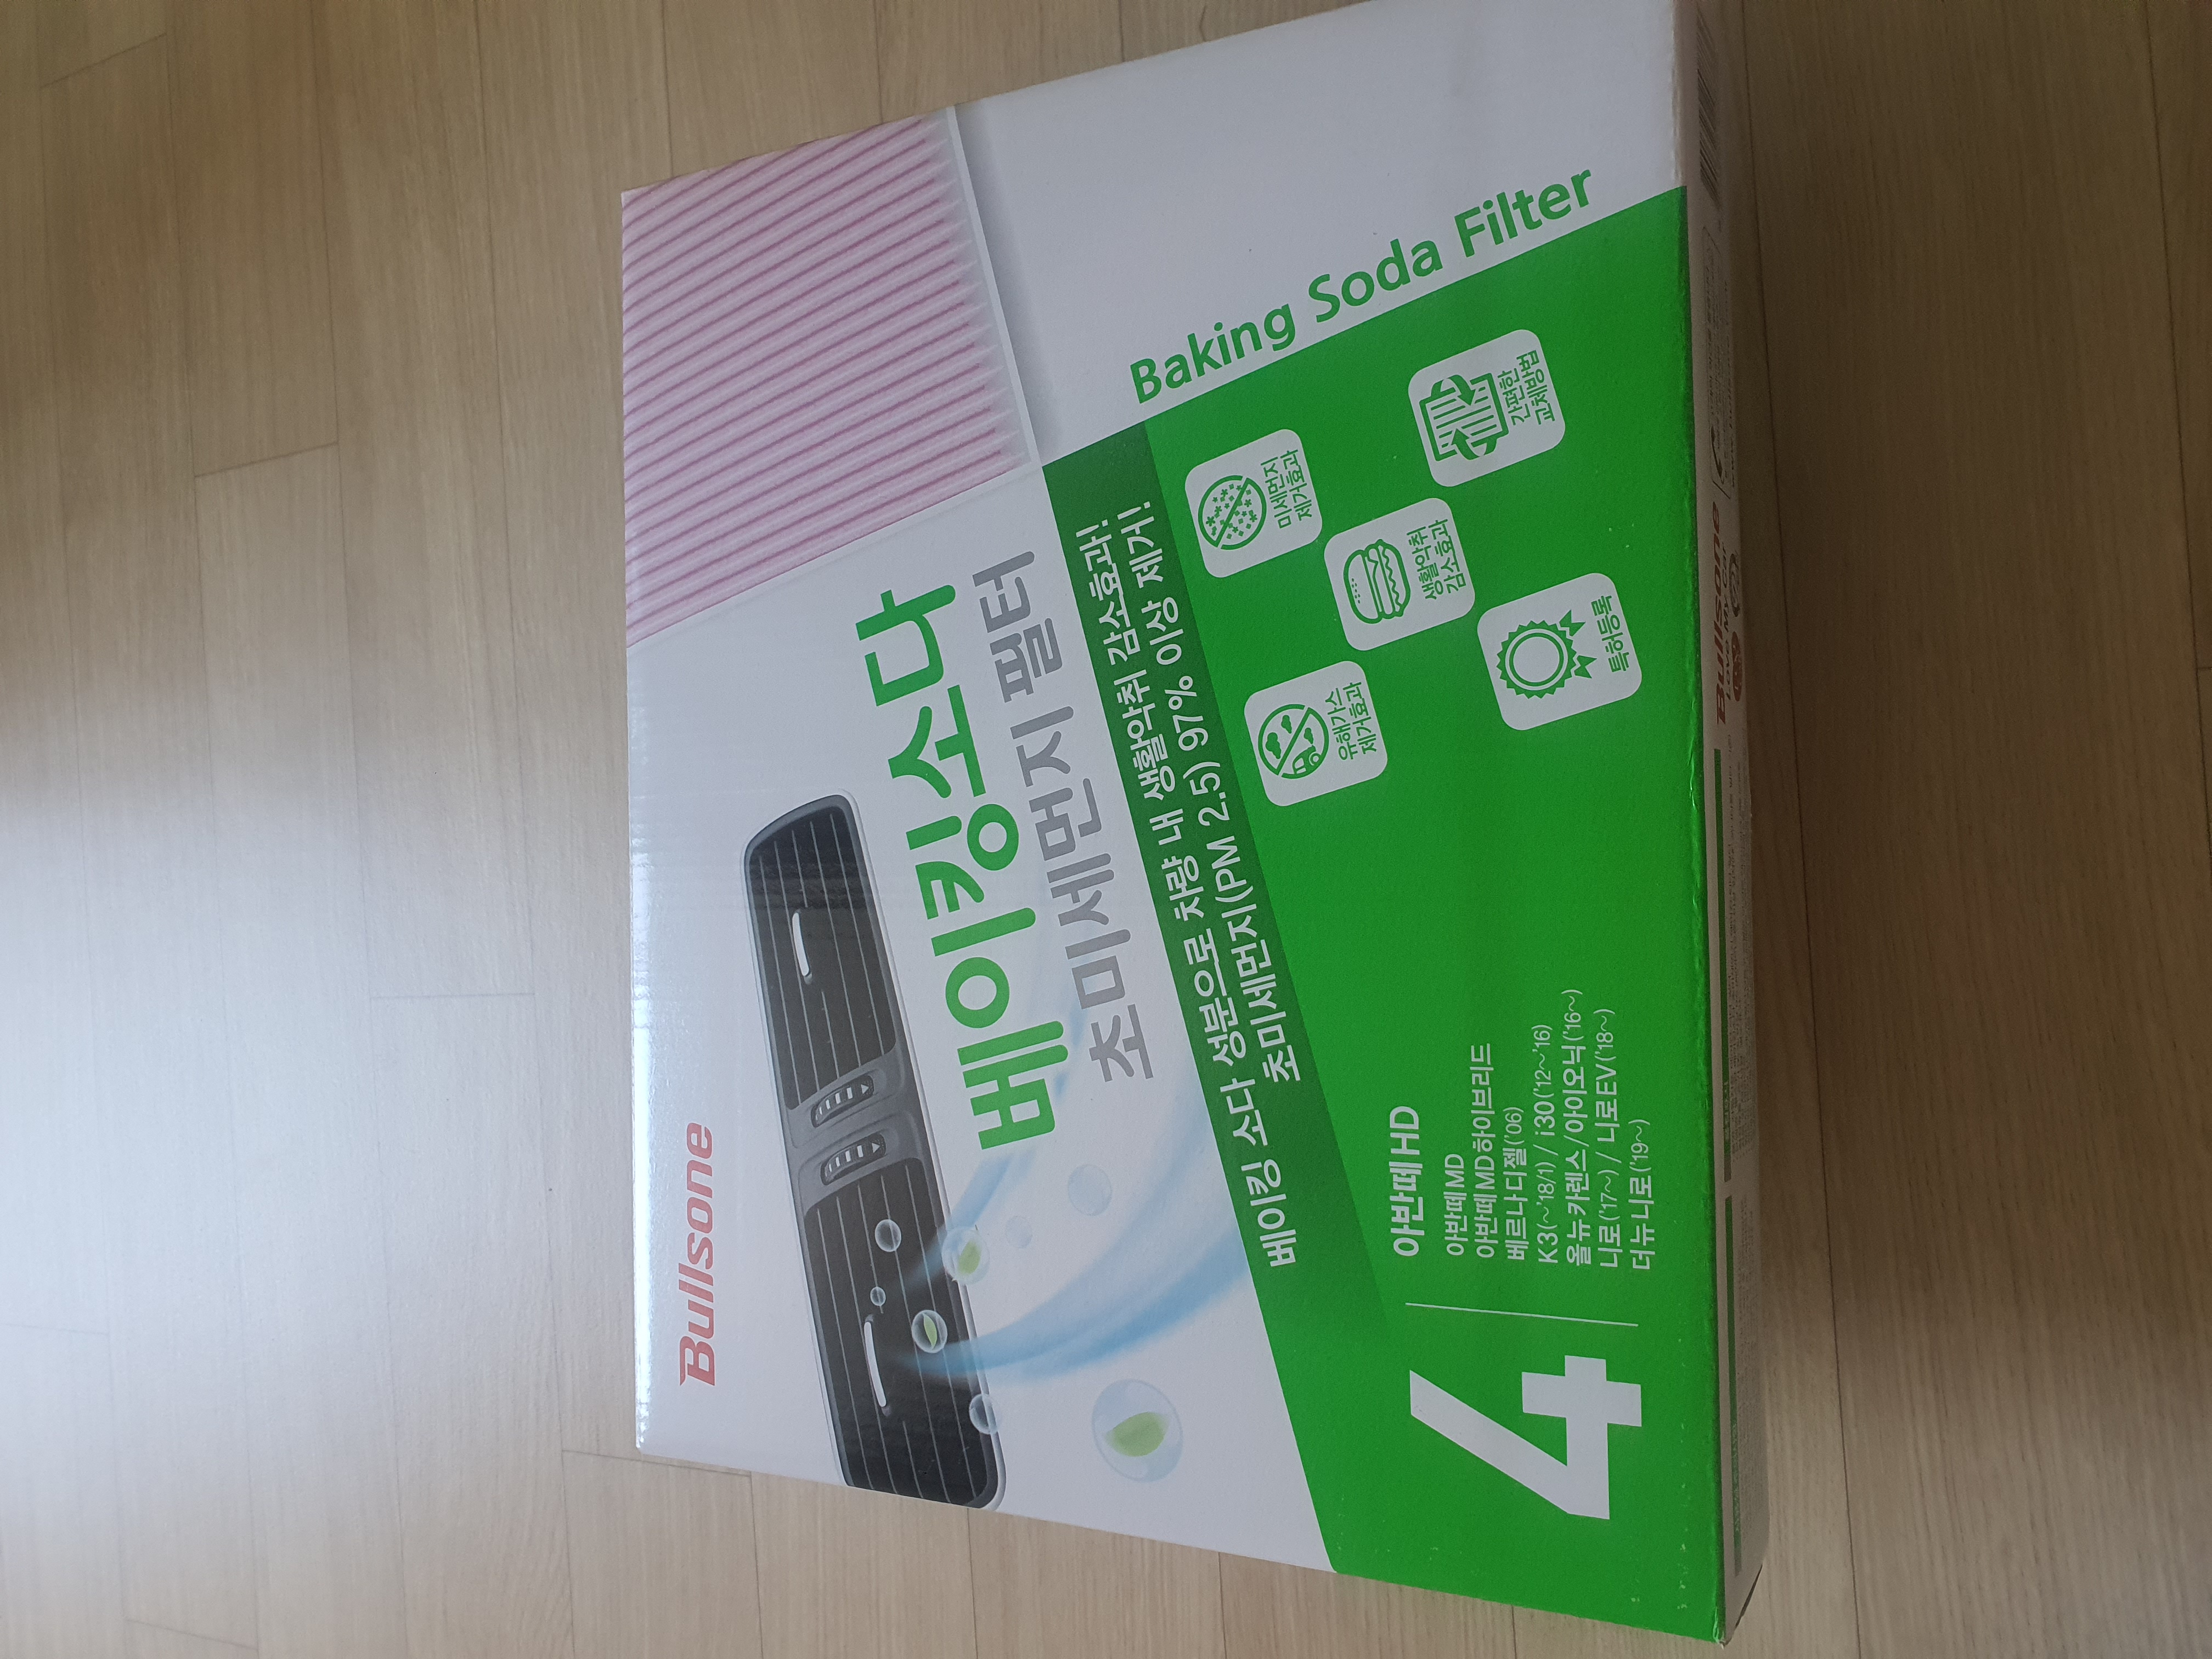 Bullsone
베이킹소다
초미세먼지 필터
베이킹 소다 성분으로 차량 내 생활악취 감소효과!
초미세먼지(PM 2.5) 97% 이상 제거!
Baking Soda Filter
유해가스
제거효과
미세먼지
제거효과
생활악취
감소효과
특허등록
간편한
교체방법
4
아반떼HD
아반떼MD
아반떼MD하이브리드
베르나 디젤('06)
K3(~'18/1) / i30('12~'16)
올뉴카렌스/아이오닉('16~)
니로('17~) / 니로EV('18~)
더뉴니로('19~)
Bullsone
Love My Car